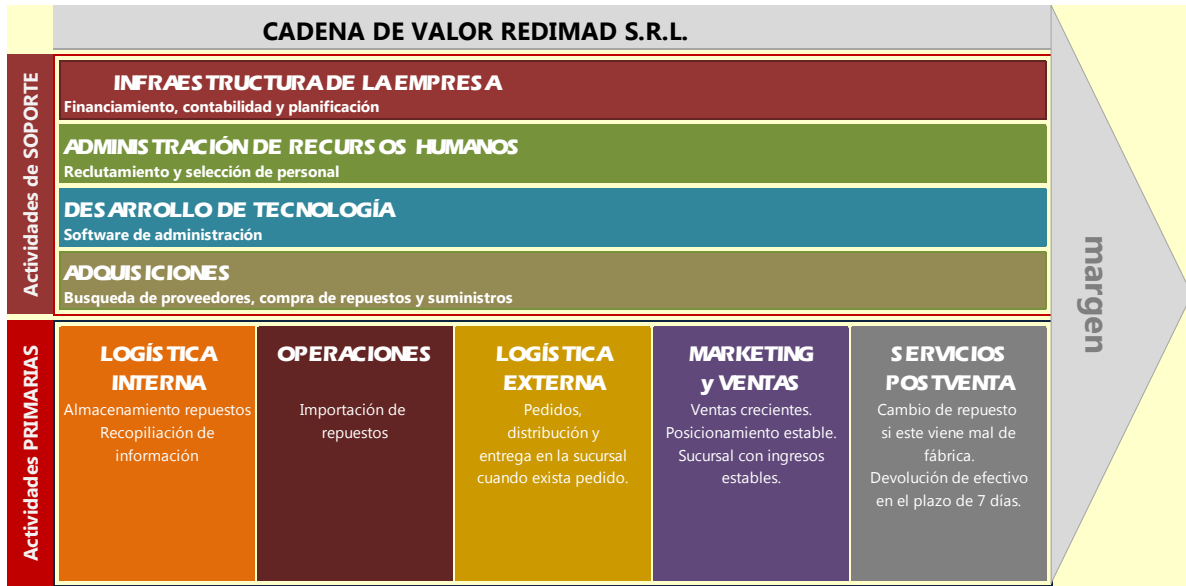 CADENA DE VALOR REDIMAD S.R.L.
Actividades de SOPORTE
INFRAESTRUCTURA DE LA EMPRESA
Financiamiento, contabilidad y planificación
ADMINISTRACIÓN DE RECURSOS HUMANOS
Reclutamiento y selección de personal
DESARROLLO DE TECNOLOGÍA
Software de administración
ADQUISICIONES
Busqueda de proveedores, compra de repuestos y suministros
margen
Actividades PRIMARIAS
LOGÍSTICA
INTERNA
Almacenamiento repuestos
Recopiliación de
información
OPERACIONES
Importación de
repuestos
LOGÍSTICA
EXTERNA
Pedidos,
distribución y
entrega en la sucursal
cuando exista pedido.
MARKETING
y VENTAS
Ventas crecientes.
Posicionamiento estable.
Sucursal con ingresos
estables.
SERVICIOS
POSTVENTA
Cambio de repuesto
si este viene mal de
fábrica.
Devolución de efectivo
en el plazo de 7 días.